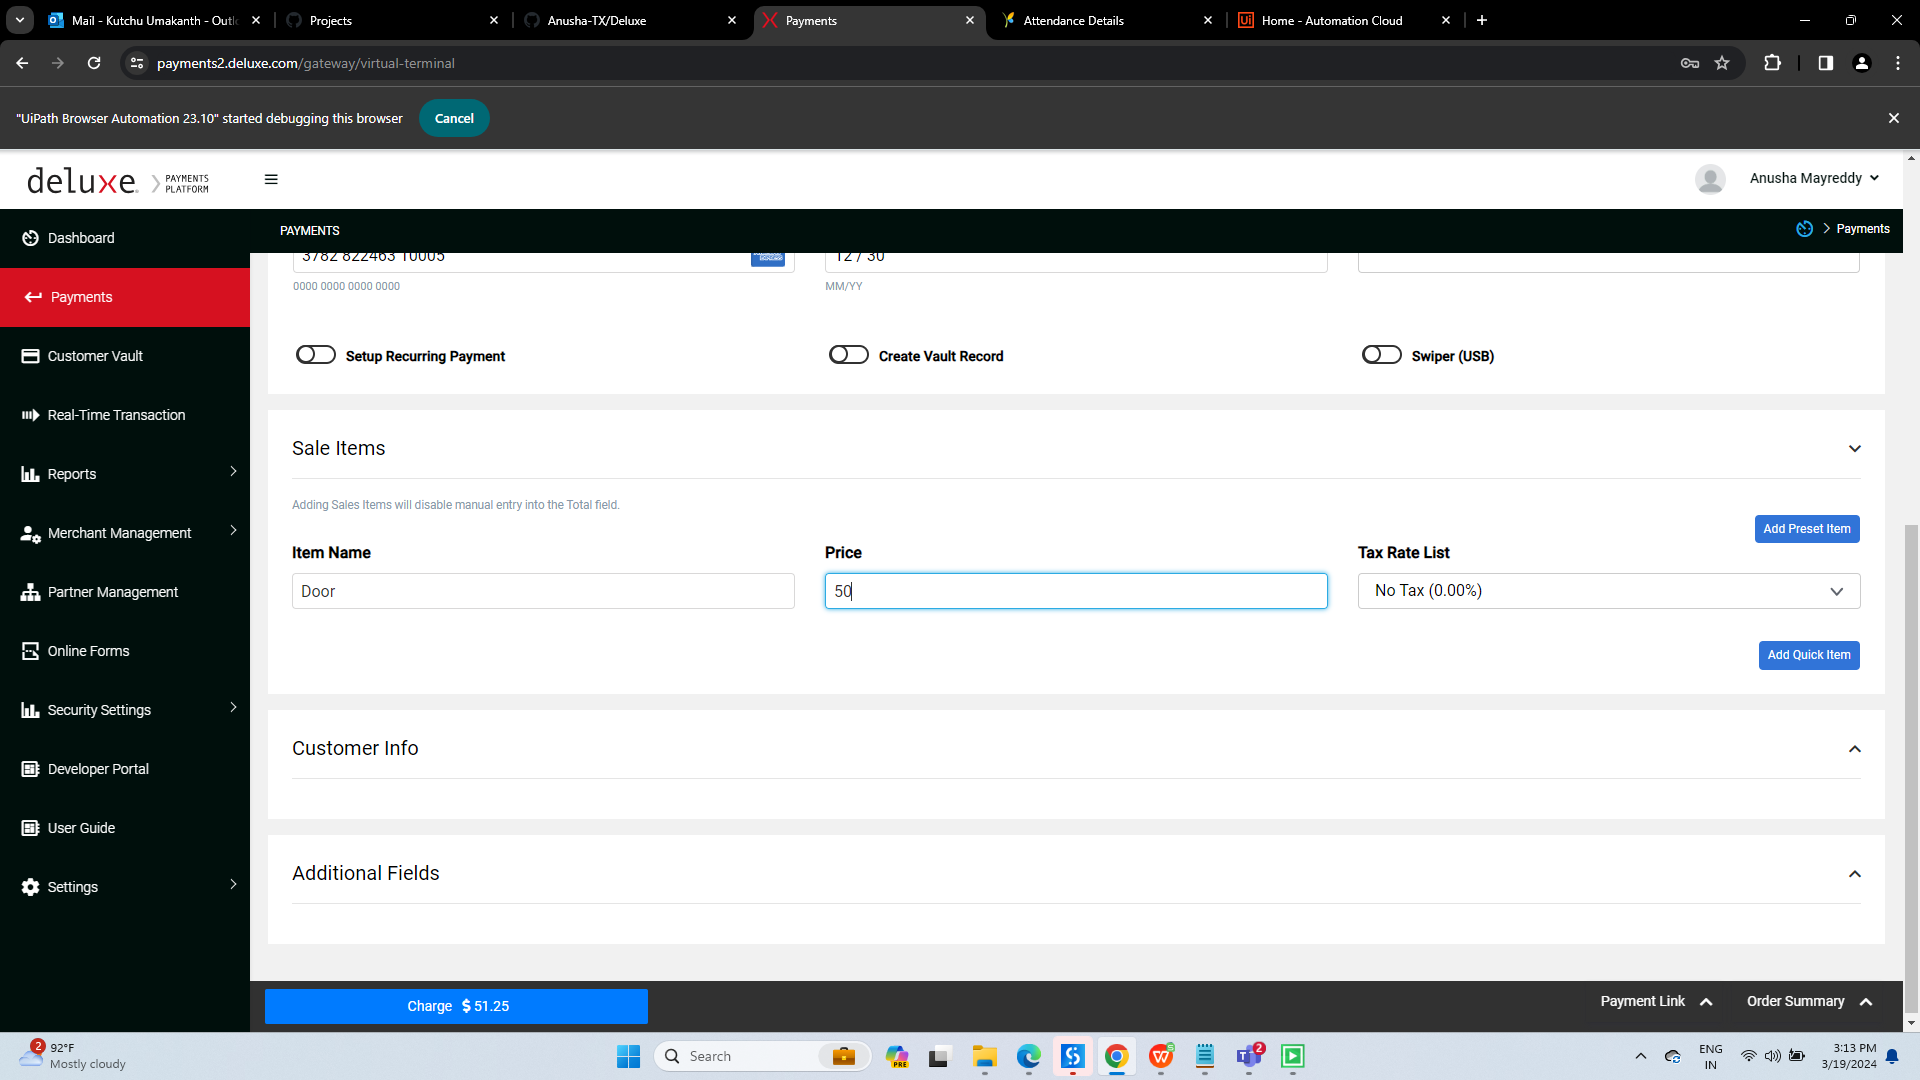 Mail - Kutchu Umakanth - Outlo
Projects
Anusha-TX/Deluxe
Payments
Attendance Details
Home - Automation Cloud
payments2.deluxe.com/gateway/virtual-terminal
"UiPath Browser Automation 23.10" started debugging this browser
Cancel
deluxe. PAYMENTS PLATFORM
Anusha Mayreddy
PAYMENTS
Payments
Dashboard
Payments
Customer Vault
Real-Time Transaction
Reports
Merchant Management
Partner Management
Online Forms
Security Settings
Developer Portal
User Guide
Settings
3782 822463 10005
12 / 30
0000 0000 0000 0000
MM/YY
Setup Recurring Payment
Create Vault Record
Swiper (USB)
Sale Items
Adding Sales Items will disable manual entry into the Total field.
Add Preset Item
Item Name
Price
Tax Rate List
Door
50
No Tax (0.00%)
Add Quick Item
Customer Info
Additional Fields
Charge $ 51.25
Payment Link
Order Summary
2
92°F
Mostly cloudy
Search
PRE
2
ENG
IN
3:13 PM
3/19/2024